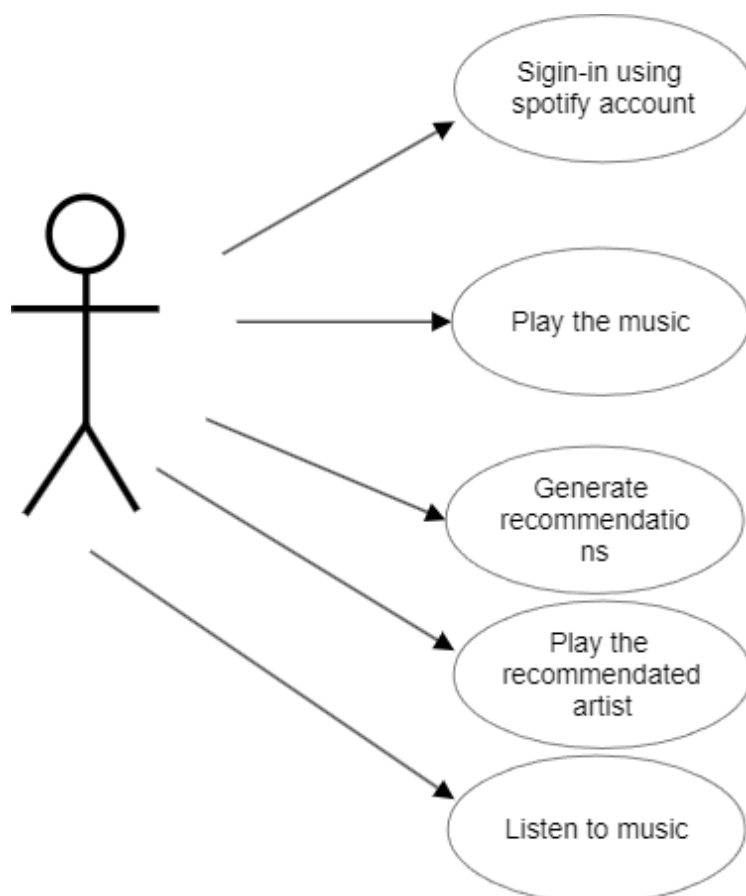 Sigin-in using
spotify account
Play the music
Generate
recommendatio
ns
Play the
recommendated
artist
Listen to music